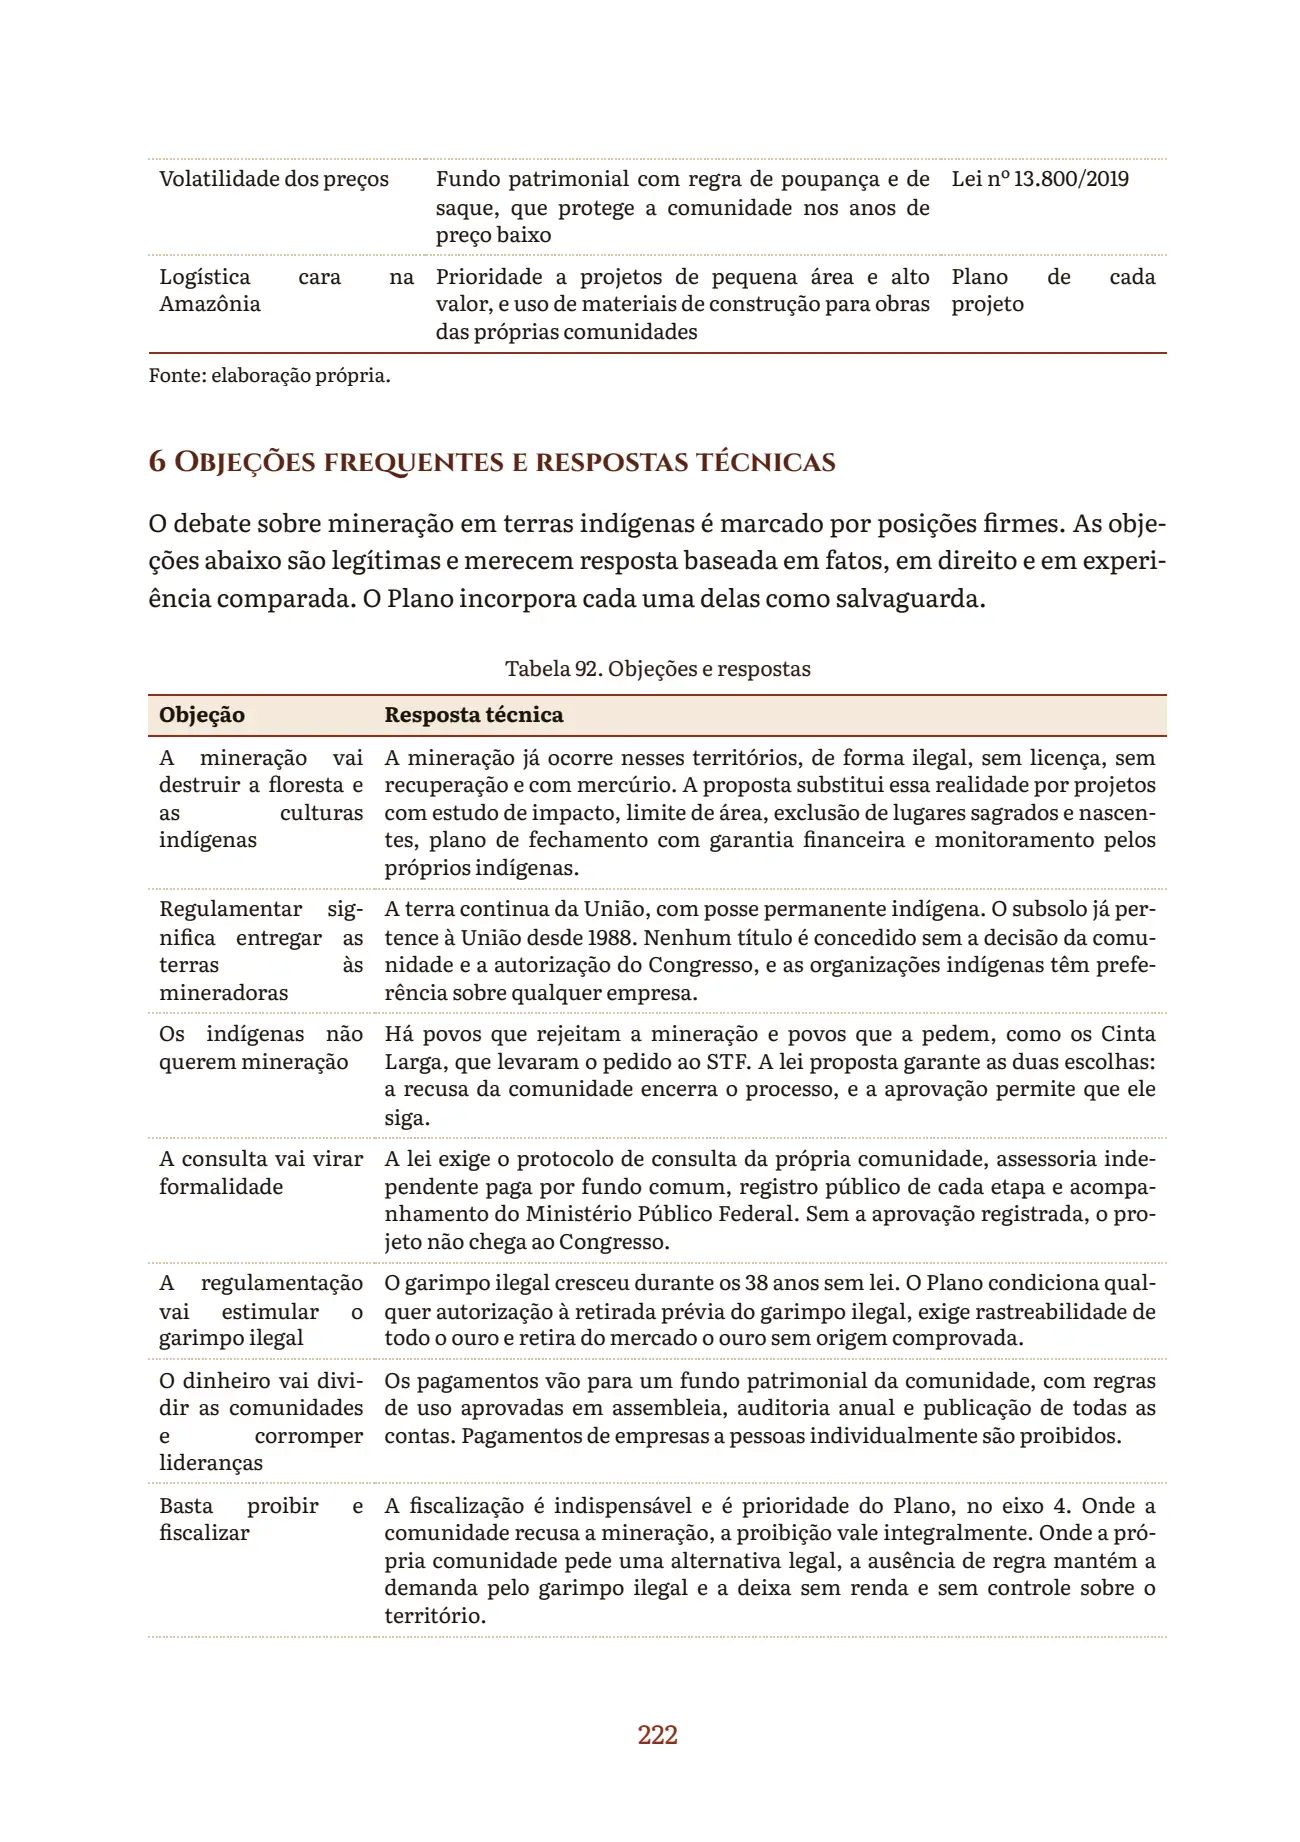 Volatilidade dos preços
Fundo patrimonial com regra de poupança e de
saque, que protege a comunidade nos anos de
preço baixo
Lei nº 13.800/2019
Logística cara na
Amazônia
Prioridade a projetos de pequena área e alto
valor, e uso de materiais de construção para obras
das próprias comunidades
Plano de cada
projeto
Fonte: elaboração própria.
6 Objeções frequentes e respostas técnicas
O debate sobre mineração em terras indígenas é marcado por posições firmes. As obje-
ções abaixo são legítimas e merecem resposta baseada em fatos, em direito e em experi-
ência comparada. O Plano incorpora cada uma delas como salvaguarda.
Tabela 92. Objeções e respostas
Objeção
Resposta técnica
A mineração vai
destruir a floresta e
as culturas
indígenas
A mineração já ocorre nesses territórios, de forma ilegal, sem licença, sem
recuperação e com mercúrio. A proposta substitui essa realidade por projetos
com estudo de impacto, limite de área, exclusão de lugares sagrados e nascen-
tes, plano de fechamento com garantia financeira e monitoramento pelos
próprios indígenas.
Regulamentar sig-
nifica entregar as
terras às
mineradoras
A terra continua da União, com posse permanente indígena. O subsolo já per-
tence à União desde 1988. Nenhum título é concedido sem a decisão da comu-
nidade e a autorização do Congresso, e as organizações indígenas têm prefe-
rência sobre qualquer empresa.
Os indígenas não
querem mineração
Há povos que rejeitam a mineração e povos que a pedem, como os Cinta
Larga, que levaram o pedido ao STF. A lei proposta garante as duas escolhas:
a recusa da comunidade encerra o processo, e a aprovação permite que ele
siga.
A consulta vai virar
formalidade
A lei exige o protocolo de consulta da própria comunidade, assessoria inde-
pendente paga por fundo comum, registro público de cada etapa e acompa-
nhamento do Ministério Público Federal. Sem a aprovação registrada, o pro-
jeto não chega ao Congresso.
A regulamentação
vai estimular o
garimpo ilegal
O garimpo ilegal cresceu durante os 38 anos sem lei. O Plano condiciona qual-
quer autorização à retirada prévia do garimpo ilegal, exige rastreabilidade de
todo o ouro e retira do mercado o ouro sem origem comprovada.
O dinheiro vai divi-
dir as comunidades
e corromper
lideranças
Os pagamentos vão para um fundo patrimonial da comunidade, com regras
de uso aprovadas em assembleia, auditoria anual e publicação de todas as
contas. Pagamentos de empresas a pessoas individualmente são proibidos.
Basta proibir e
fiscalizar
A fiscalização é indispensável e é prioridade do Plano, no eixo 4. Onde a
comunidade recusa a mineração, a proibição vale integralmente. Onde a pró-
pria comunidade pede uma alternativa legal, a ausência de regra mantém a
demanda pelo garimpo ilegal e a deixa sem renda e sem controle sobre o
território.
222